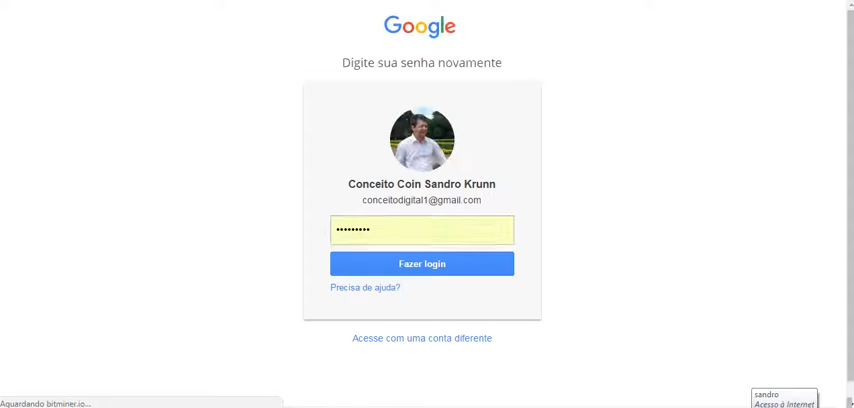 Google
Digite sua senha novamente
Conceito Coin Sandro Krunn
conceitodigital1@gmail.com
•••••••••
Fazer login
Precisa de ajuda?
Acesse com uma conta diferente
Aguardando bitminer.io...
sandro
Acesso à Internet